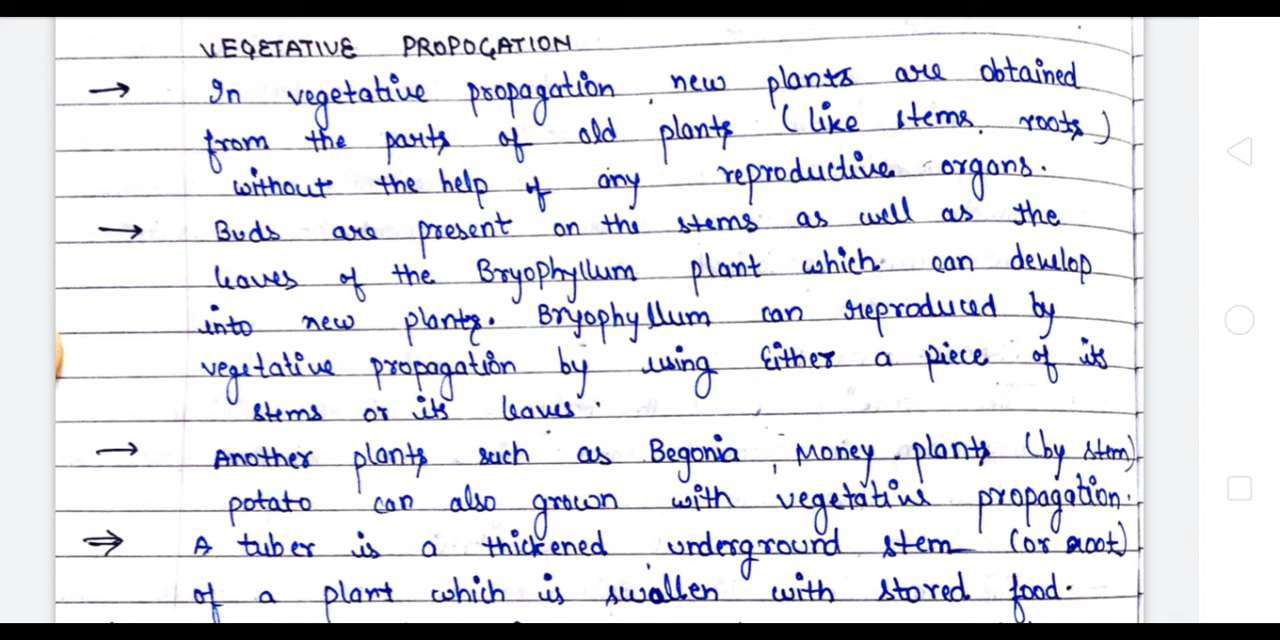 VEGETATIVE PROPOGATION
→ In vegetative propagation, new plants are obtained
from the parts of old plants (like stems, roots)
without the help of any reproductive organs.
→ Buds are present on the stems as well as the
leaves of the Bryophyllum plant which can develop
into new plants. Bryophyllum can reproduced by
vegetative propagation by using Either a piece of its
stems or its leaves.
→ Another plants such as Begonia, Money plants (by stem)
potato can also grown with vegetative propagation.
⇒ A tuber is a thickened underground stem (or root)
of a plant which is swallen with stored food.